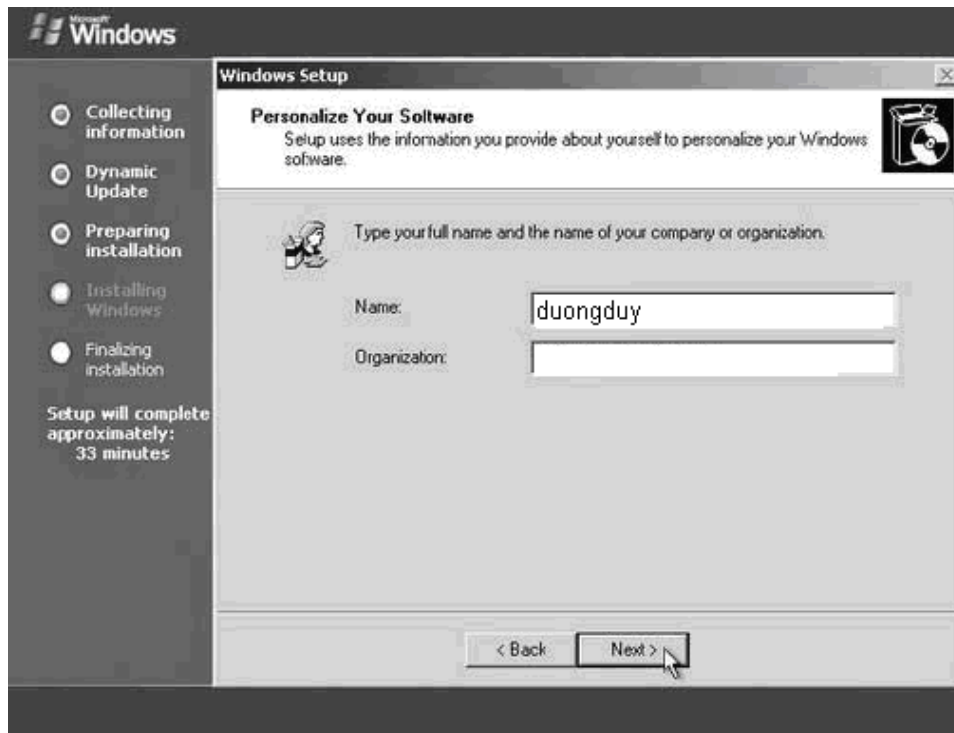 Microsoft
Windows
Collecting
information
Dynamic
Update
Preparing
installation
Installing
Windows
Finalizing
installation
Setup will complete
approximately:
33 minutes
Windows Setup
Personalize Your Software
Setup uses the information you provide about yourself to personalize your Windows
software.
Type your full name and the name of your company or organization.
Name:
duongduy
Organization:
< Back
Next >